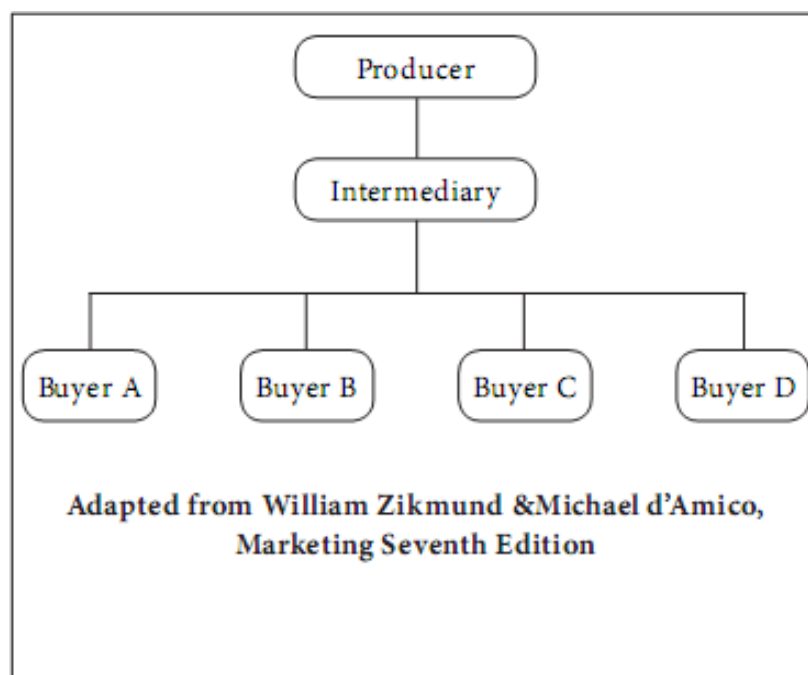 Producer
Intermediary
Buyer A
Buyer B
Buyer C
Buyer D
Adapted from William Zikmund &Michael d’Amico,
Marketing Seventh Edition